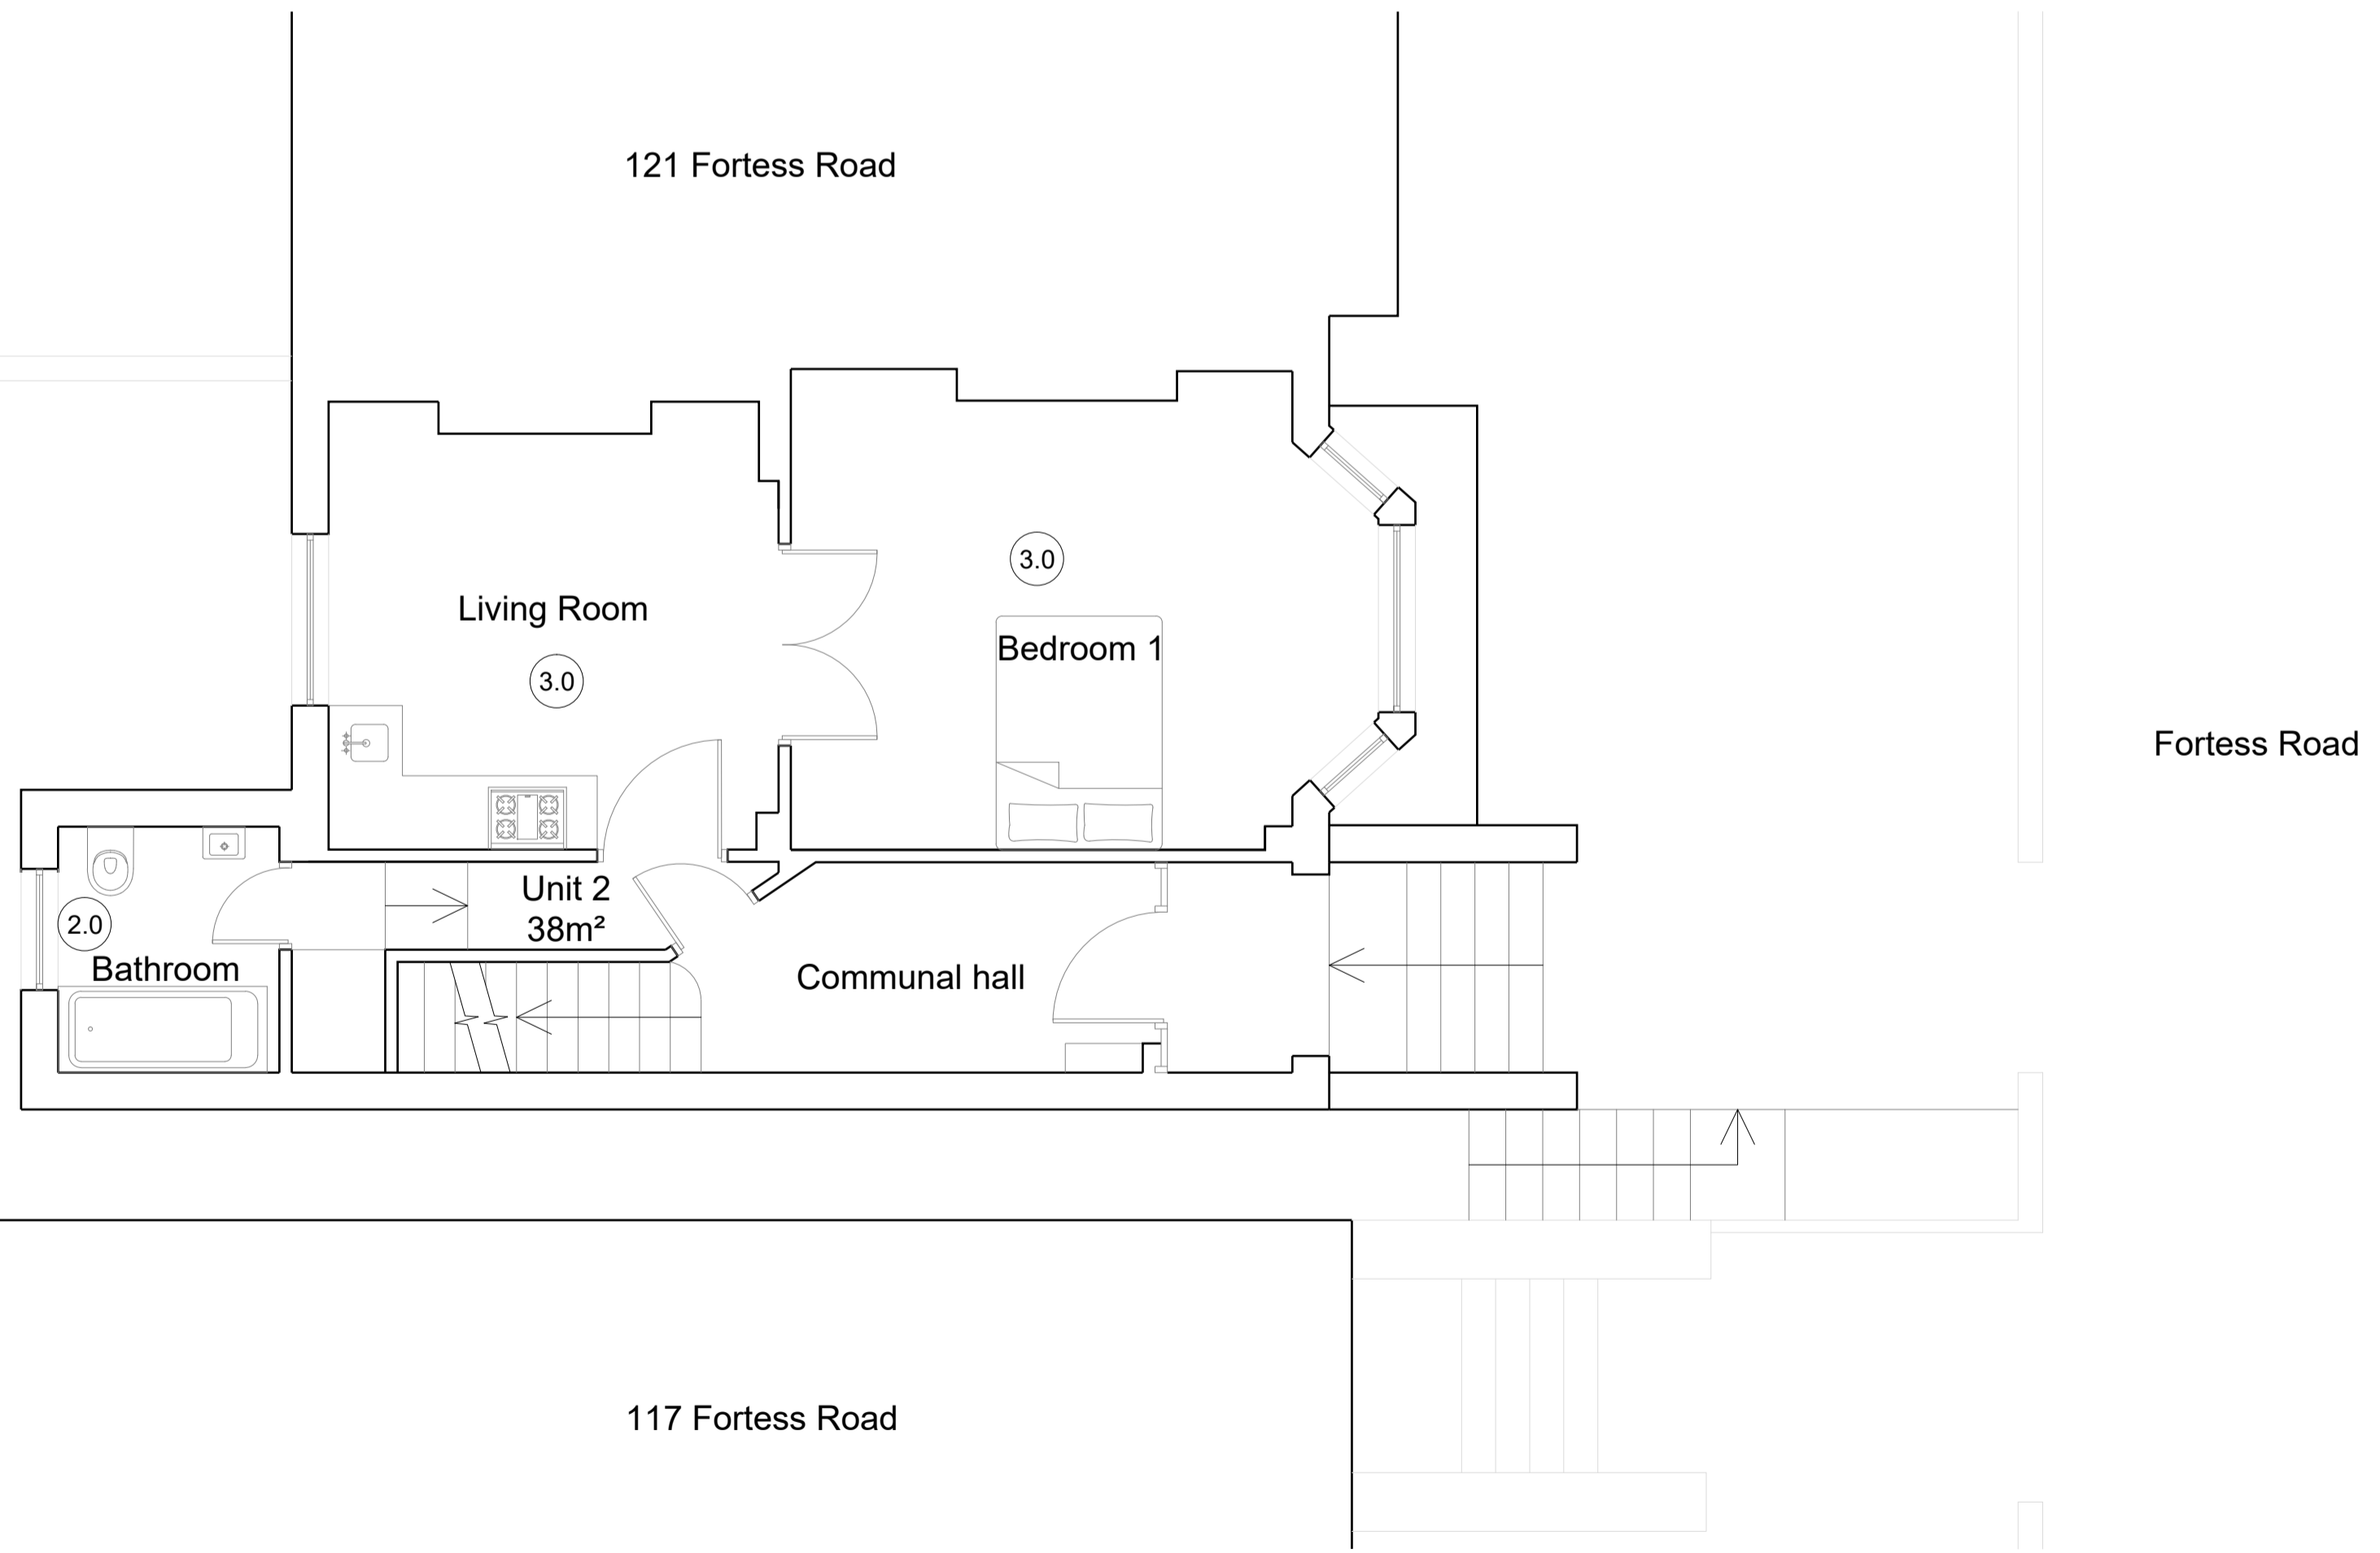 121 Fortess Road
3.0
Living Room
Bedroom 1
3.0
Fortess Road
Unit 2
38m²
2.0
Bathroom
Communal hall
117 Fortess Road